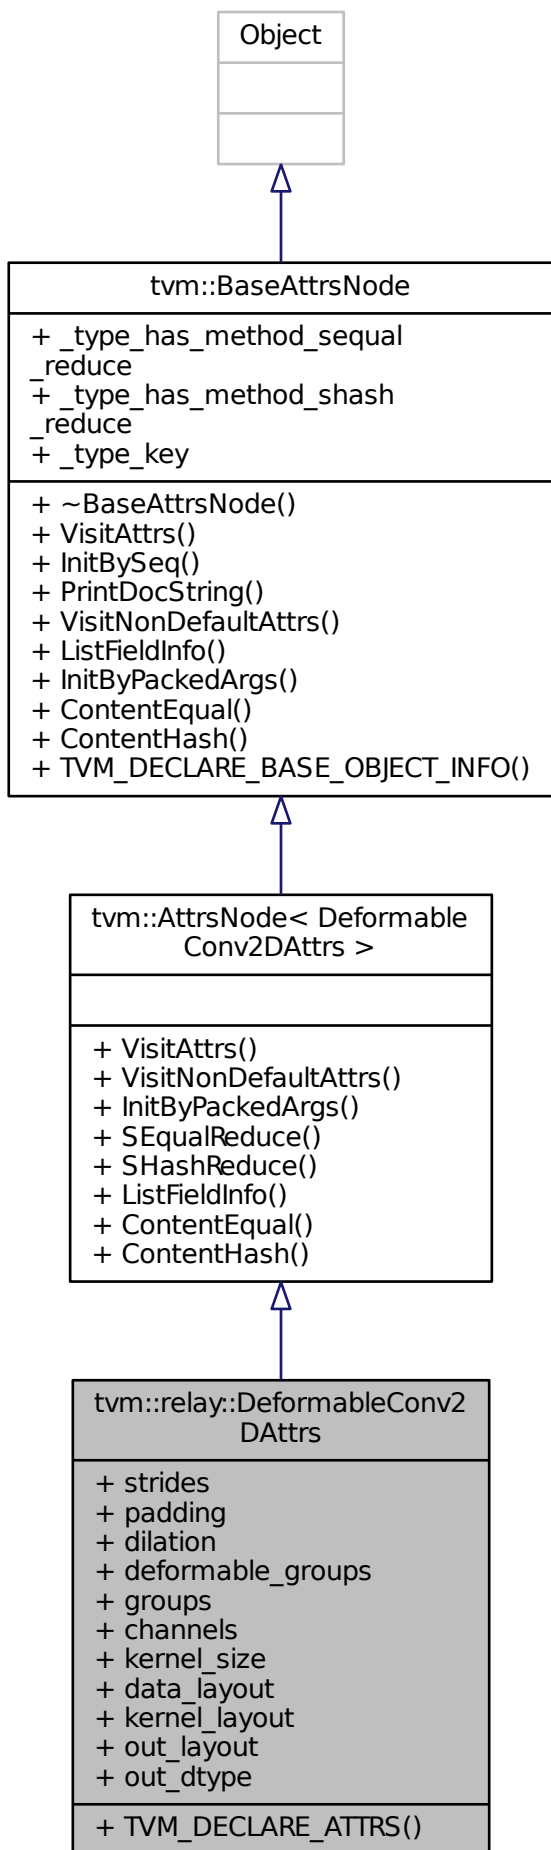 Object
tvm::BaseAttrsNode
+ _type_has_method_sequal
_reduce
+ _type_has_method_shash
_reduce
+ _type_key
+ ~BaseAttrsNode()
+ VisitAttrs()
+ InitBySeq()
+ PrintDocString()
+ VisitNonDefaultAttrs()
+ ListFieldInfo()
+ InitByPackedArgs()
+ ContentEqual()
+ ContentHash()
+ TVM_DECLARE_BASE_OBJECT_INFO()
tvm::AttrsNode< Deformable
Conv2DAttrs >
+ VisitAttrs()
+ VisitNonDefaultAttrs()
+ InitByPackedArgs()
+ SEqualReduce()
+ SHashReduce()
+ ListFieldInfo()
+ ContentEqual()
+ ContentHash()
tvm::relay::DeformableConv2
DAttrs
+ strides
+ padding
+ dilation
+ deformable_groups
+ groups
+ channels
+ kernel_size
+ data_layout
+ kernel_layout
+ out_layout
+ out_dtype
+ TVM_DECLARE_ATTRS()